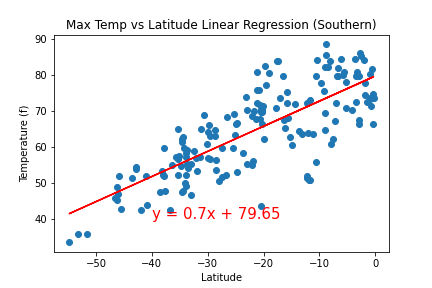 Max Temp vs Latitude Linear Regression (Southern)
90
80
70
60
50
40
Temperature (f)
y = 0.7x + 79.65
−50 −40 −30 −20 −10 0
Latitude